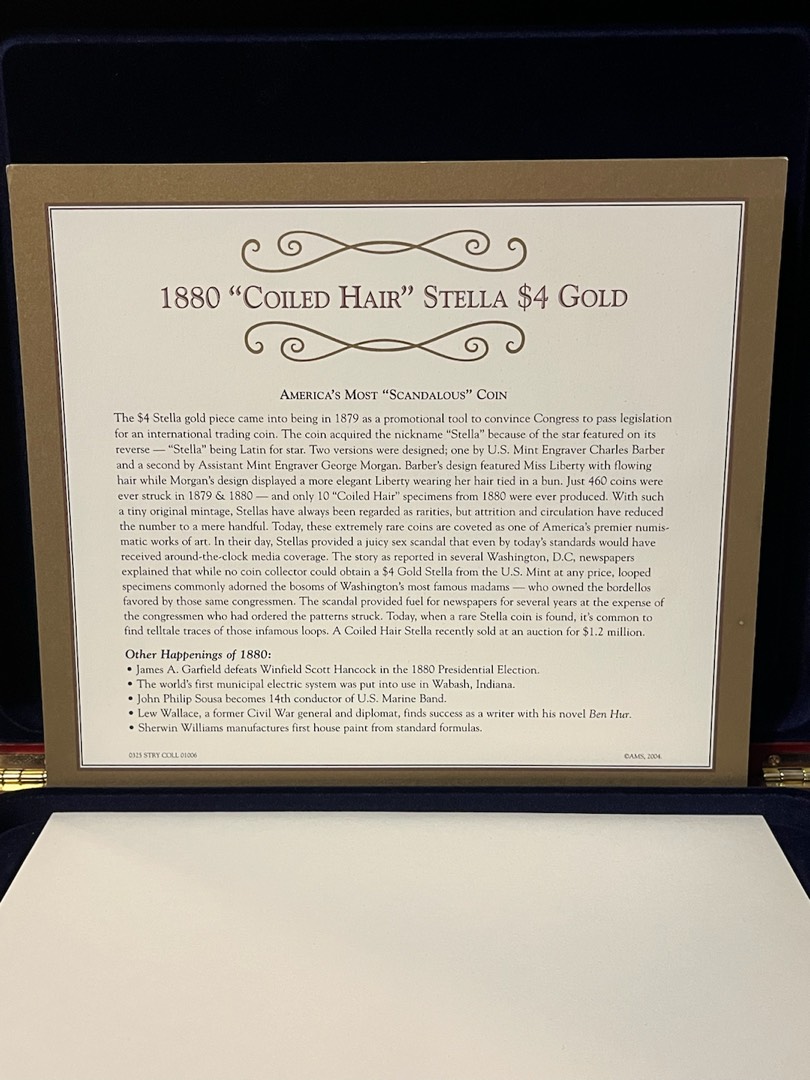 1880 “Coiled Hair” Stella $4 Gold
America’s Most “Scandalous” Coin
The $4 Stella gold piece came into being in 1879 as a promotional tool to convince Congress to pass legislation
for an international trading coin. The coin acquired the nickname “Stella” because of the star featured on its
reverse — “Stella” being Latin for star. Two versions were designed; one by U.S. Mint Engraver Charles Barber
and a second by Assistant Mint Engraver George Morgan. Barber’s design featured Miss Liberty with flowing
hair while Morgan’s design displayed a more elegant Liberty wearing her hair tied in a bun. Just 460 coins were
ever struck in 1879 & 1880 — and only 10 “Coiled Hair” specimens from 1880 were ever produced. With such
a tiny original mintage, Stellas have always been regarded as rarities, but attrition and circulation have reduced
the number to a mere handful. Today, these extremely rare coins are coveted as one of America’s premier numis-
matic works of art. In their day, Stellas provided a juicy sex scandal that even by today’s standards would have
received around-the-clock media coverage. The story as reported in several Washington, D.C, newspapers
explained that while no coin collector could obtain a $4 Gold Stella from the U.S. Mint at any price, looped
specimens commonly adorned the bosoms of Washington’s most famous madams — who owned the bordellos
favored by those same congressmen. The scandal provided fuel for newspapers for several years at the expense of
the congressmen who had ordered the patterns struck. Today, when a rare Stella coin is found, it’s common to
find telltale traces of those infamous loops. A Coiled Hair Stella recently sold at an auction for $1.2 million.
Other Happenings of 1880:
• James A. Garfield defeats Winfield Scott Hancock in the 1880 Presidential Election.
• The world’s first municipal electric system was put into use in Wabash, Indiana.
• John Philip Sousa becomes 14th conductor of U.S. Marine Band.
• Lew Wallace, a former Civil War general and diplomat, finds success as a writer with his novel Ben Hur.
• Sherwin Williams manufactures first house paint from standard formulas.
0323 STRY COLL 01006
©AMS, 2004